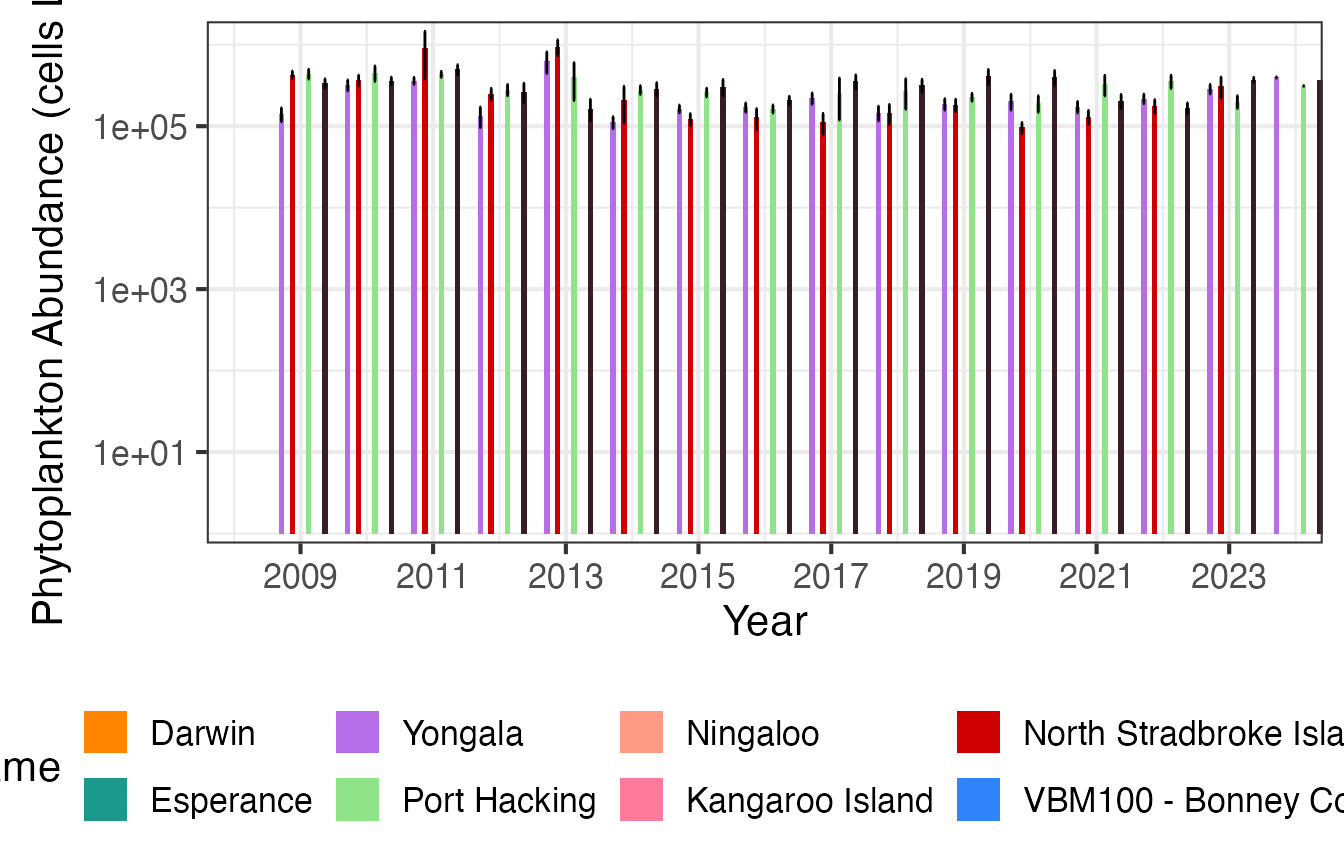 Phytoplankton Abundance (cells
1e+05
1e+03
1e+01
2009 2011 2013 2015 2017 2019 2021 2023
Year
Darwin Yongala Ningaloo North Stradbroke Isla
me
Esperance Port Hacking Kangaroo Island VBM100 - Bonney Co